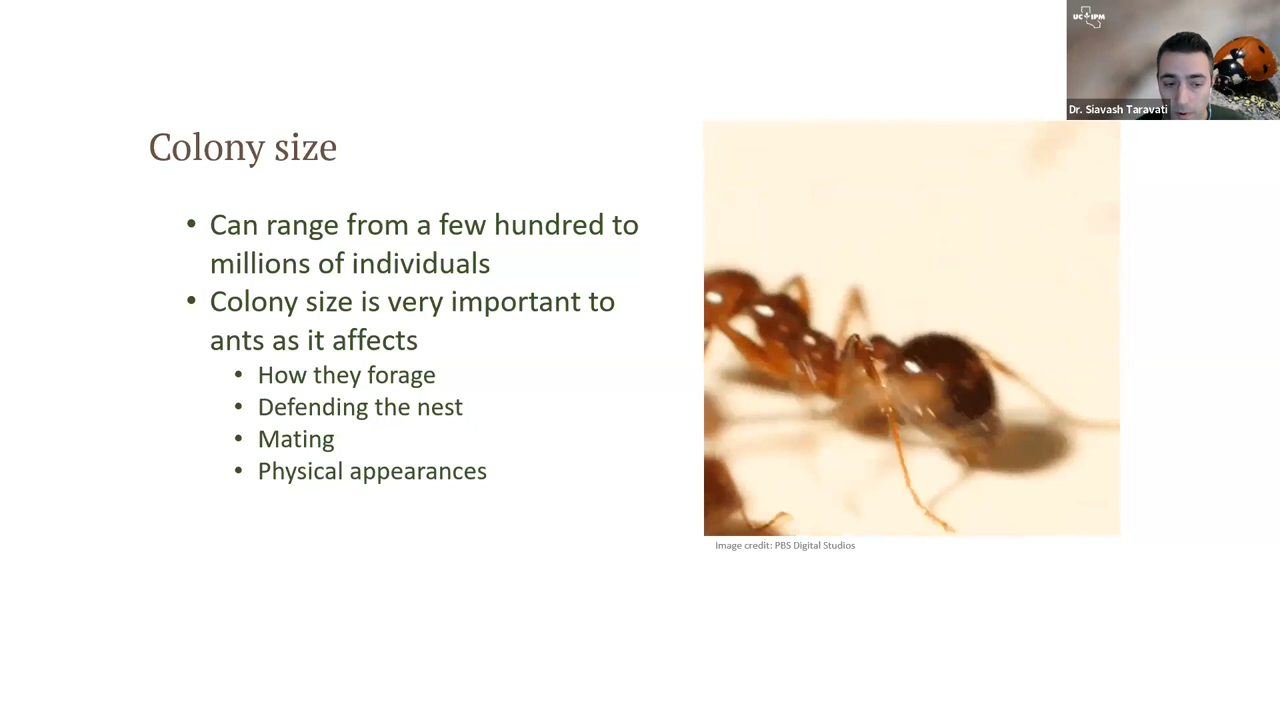 UC IPM
Dr. Siavash Taravati
Colony size
• Can range from a few hundred to
millions of individuals
• Colony size is very important to
ants as it affects
• How they forage
• Defending the nest
• Mating
• Physical appearances
Image credit: PBS Digital Studios